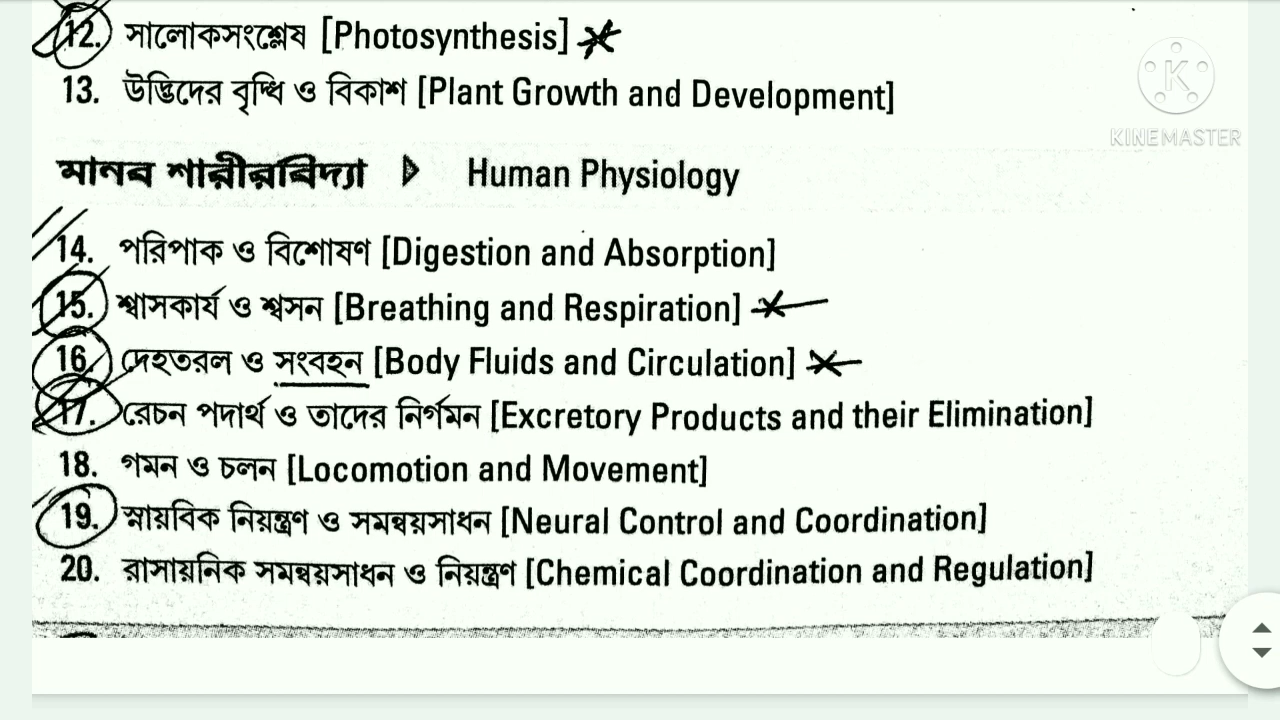 12. সালোকসংশ্লেষ [Photosynthesis]
13. উদ্ভিদের বৃদ্ধি ও বিকাশ [Plant Growth and Development]
KINEMASTER
মানব শারীরবিদ্যা ▷ Human Physiology
14. পরিপাক ও বিশোষণ [Digestion and Absorption]
15. শ্বাসকার্য ও শ্বসন [Breathing and Respiration]
16. দেহতরল ও সংবহন [Body Fluids and Circulation]
17. রেচন পদার্থ ও তাদের নির্গমন [Excretory Products and their Elimination]
18. গমন ও চলন [Locomotion and Movement]
19. স্নায়বিক নিয়ন্ত্রণ ও সমন্বয়সাধন [Neural Control and Coordination]
20. রাসায়নিক সমন্বয়সাধন ও নিয়ন্ত্রণ [Chemical Coordination and Regulation]